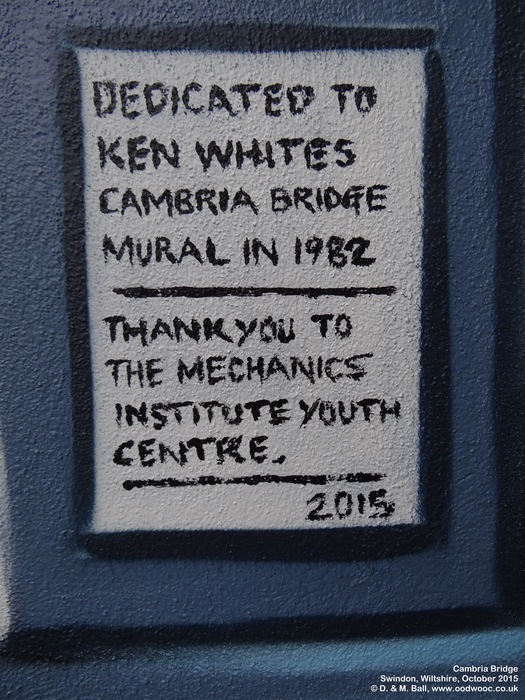 DEDICATED TO
KEN WHITES
CAMBRIA BRIDGE
MURAL IN 1982
THANKYOU TO
THE MECHANICS
INSTITUTE YOUTH
CENTRE.
2015
Cambria Bridge
Swindon, Wiltshire, October 2015
© D. & M. Ball, www.oodwooc.co.uk